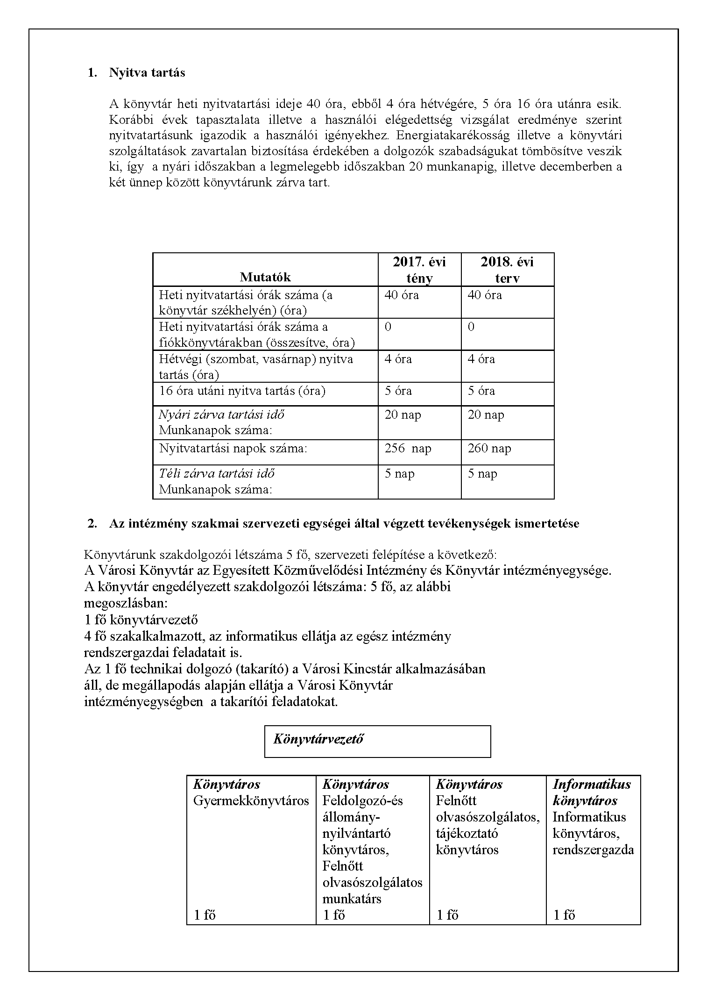 1. Nyitva tartás
A könyvtár heti nyitvatartási ideje 40 óra, ebből 4 óra hétvégére, 5 óra 16 óra utánra esik.
Korábbi évek tapasztalata illetve a használói elégedettség vizsgálat eredménye szerint
nyitvatartásunk igazodik a használói igényekhez. Energiatakarékosság illetve a könyvtári
szolgáltatások zavartalan biztosítása érdekében a dolgozók szabadságukat tömbösítve veszik
ki, így a nyári időszakban a legmelegebb időszakban 20 munkanapig, illetve decemberben a
két ünnep között könyvtárunk zárva tart.
Mutatók 2017. évi tény 2018. évi terv
Heti nyitvatartási órák száma (a 40 óra 40 óra
könyvtár székhelyén) (óra)
Heti nyitvatartási órák száma a 0 0
fiókkönyvtárakban (összesítve, óra)
Hétvégi (szombat, vasárnap) nyitva 4 óra 4 óra
tartás (óra)
16 óra utáni nyitva tartás (óra) 5 óra 5 óra
Nyári zárva tartási idő 20 nap 20 nap
Munkanapok száma:
Nyitvatartási napok száma: 256 nap 260 nap
Téli zárva tartási idő 5 nap 5 nap
Munkanapok száma:
2. Az intézmény szakmai szervezeti egységei által végzett tevékenységek ismertetése
Könyvtárunk szakdolgozói létszáma 5 fő, szervezeti felépítése a következő:
A Városi Könyvtár az Egyesített Közművelődési Intézmény és Könyvtár intézményegysége.
A könyvtár engedélyezett szakdolgozói létszáma: 5 fő, az alábbi
megoszlásban:
1 fő könyvtárvezető
4 fő szakalkalmazott, az informatikus ellátja az egész intézmény
rendszergazdai feladatait is.
Az 1 fő technikai dolgozó (takarító) a Városi Kincstár alkalmazásában
áll, de megállapodás alapján ellátja a Városi Könyvtár
intézményegységben a takarítói feladatokat.
Könyvtárvezető
Könyvtáros
Gyermekkönyvtáros
1 fő
Könyvtáros
Feldolgozó-és
állomány-
nyilvántartó
könyvtáros,
Felnőtt
olvasószolgálatos
munkatárs
1 fő
Könyvtáros
Felnőtt
olvasószolgálatos,
tájékoztató
könyvtáros
1 fő
Informatikus
könyvtáros
Informatikus
könyvtáros,
rendszergazda
1 fő